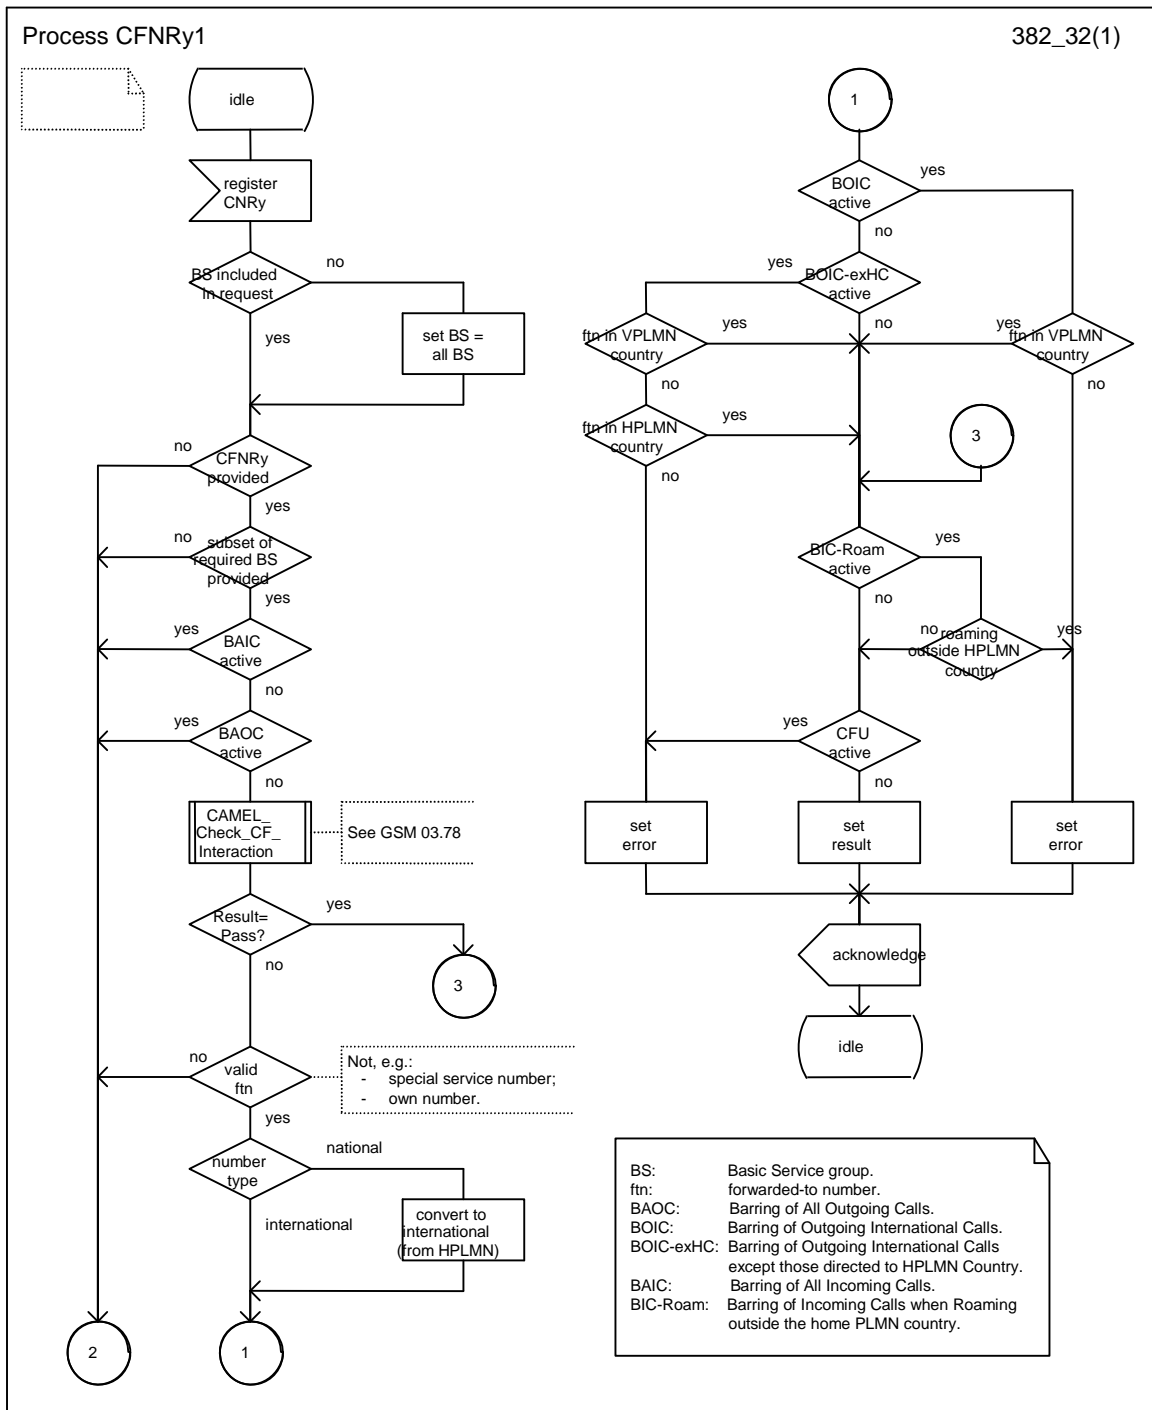 Process CFNRy1
382_32(1)
idle
register
CNRy
BS included
in request
no
yes
set BS =
all BS
no
CFNRy
provided
yes
no
subset of
required BS
provided
yes
yes
BAIC
active
no
yes
BAOC
active
no
CAMEL_
Check_CF_
Interaction
See GSM 03.78
Result=
Pass?
yes
no
3
no
valid
ftn
Not, e.g.:
- special service number;
- own number.
yes
number
type
national
international
convert to
international
(from HPLMN)
2
1
1
BOIC
active
yes
no
yes
BOIC-exHC
active
no
ftn in VPLMN
country
yes
no
yes
ftn in VPLMN
country
no
ftn in HPLMN
country
yes
no
3
BIC-Roam
active
yes
no
no
roaming
outside HPLMN
country
yes
yes
CFU
active
no
set
error
set
result
set
error
acknowledge
idle
BS: Basic Service group.
ftn: forwarded-to number.
BAOC: Barring of All Outgoing Calls.
BOIC: Barring of Outgoing International Calls.
BOIC-exHC: Barring of Outgoing International Calls
except those directed to HPLMN Country.
BAIC: Barring of All Incoming Calls.
BIC-Roam: Barring of Incoming Calls when Roaming
outside the home PLMN country.